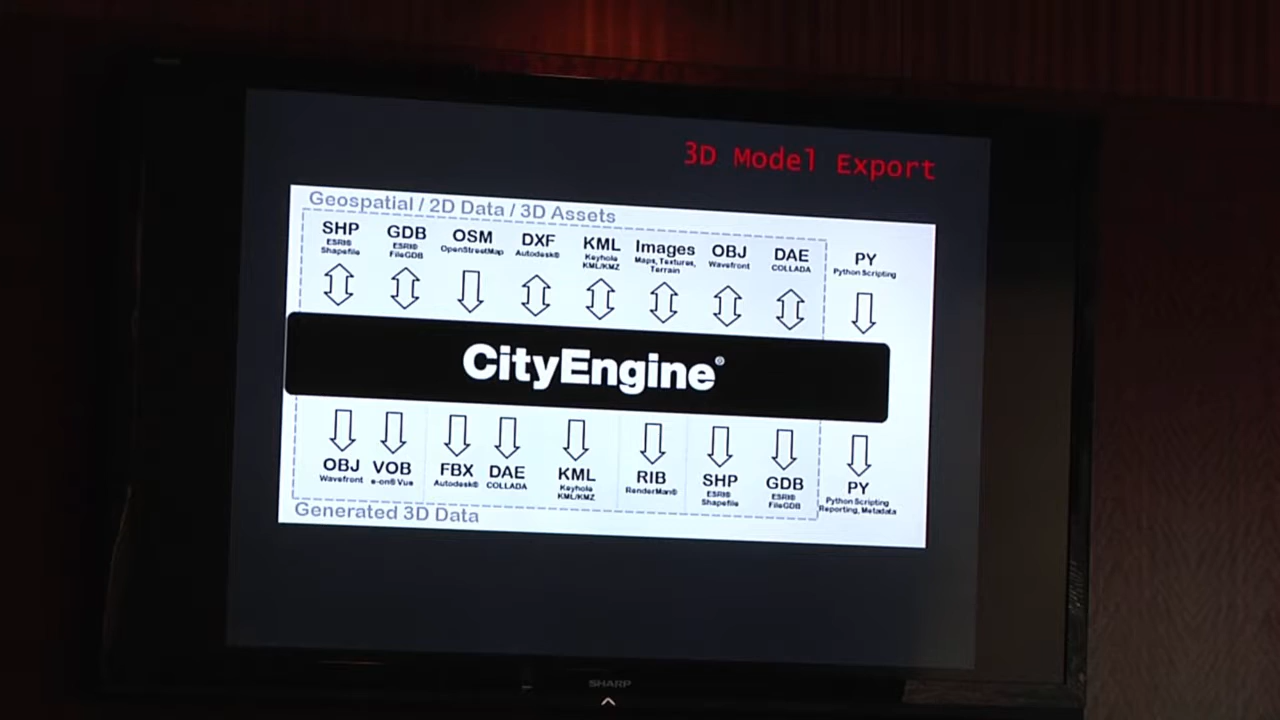 3D Model Export
Geospatial / 2D Data / 3D Assets
SHP
ESRI®
Shapefile
GDB
ESRI®
FileGDB
OSM
OpenStreetMap
DXF
Autodesk®
KML
Keyhole
KML/KMZ
Images
Maps, Textures,
Terrain
OBJ
Wavefront
DAE
COLLADA
PY
Python Scripting
CityEngine®
OBJ
Wavefront
VOB
e-on® Vue
FBX
Autodesk®
DAE
COLLADA
KML
Keyhole
KML/KMZ
RIB
RenderMan®
SHP
ESRI®
Shapefile
GDB
ESRI®
FileGDB
PY
Python Scripting
Reporting, Metadata
Generated 3D Data
SHARP